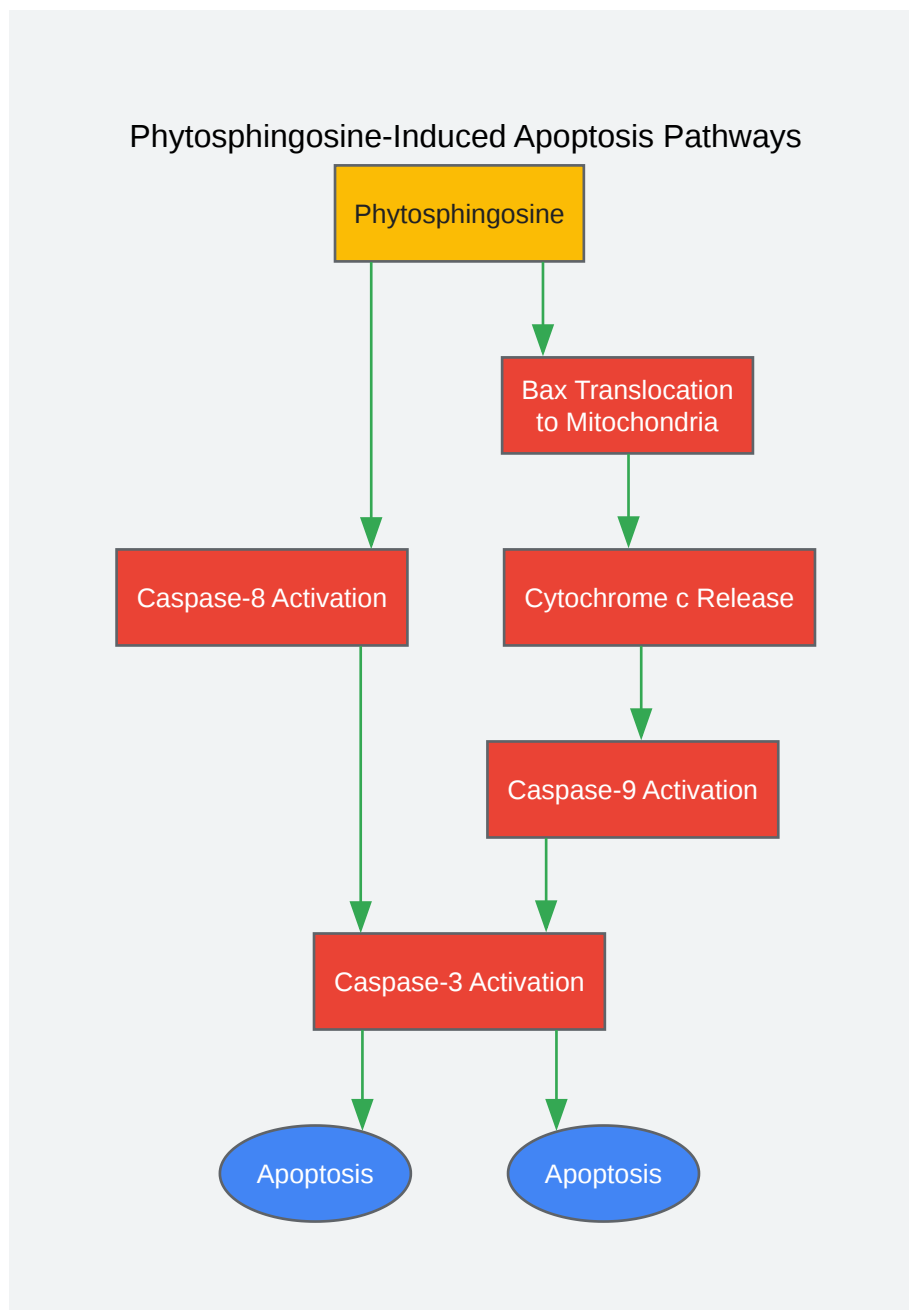 Phytosphingosine-Induced Apoptosis Pathways
Phytosphingosine
Bax Translocation
to Mitochondria
Caspase-8 Activation
Cytochrome c Release
Caspase-9 Activation
Caspase-3 Activation
Apoptosis
Apoptosis